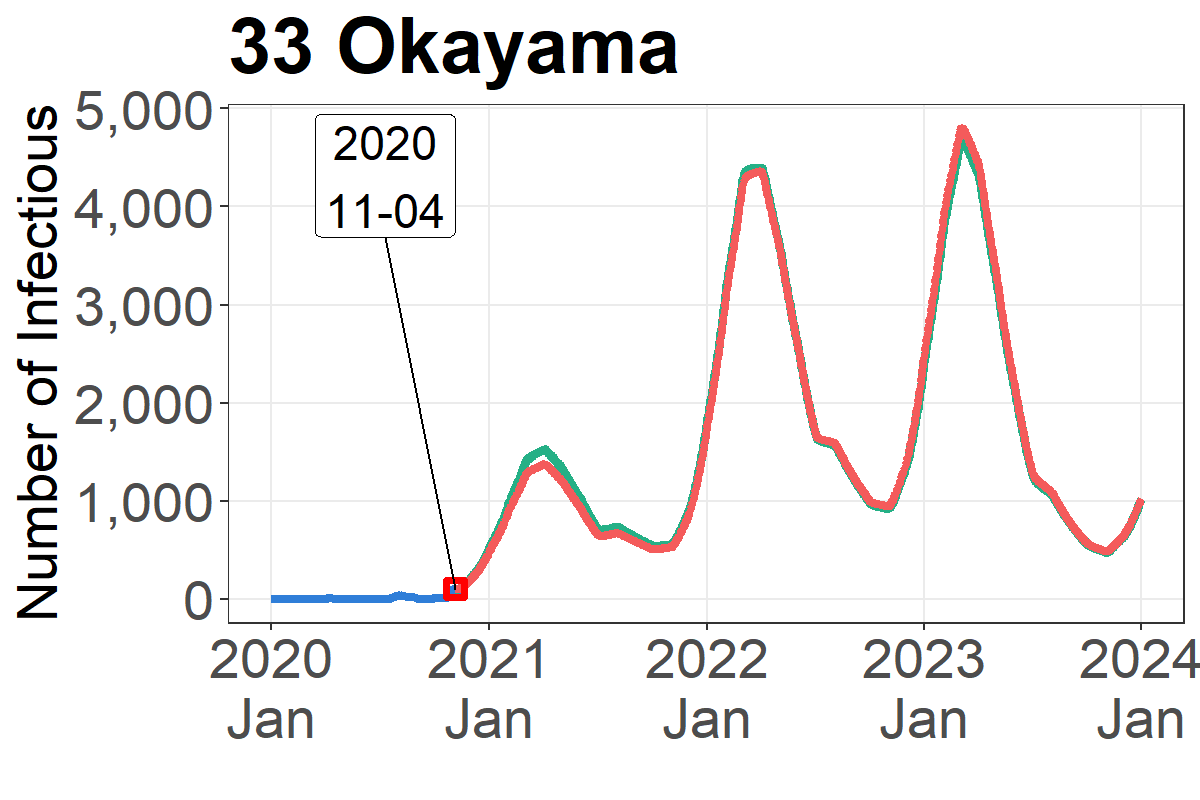 33 Okayama
Number of Infectious
5,000
4,000
3,000
2,000
1,000
0
2020
11-04
2020
Jan
2021
Jan
2022
Jan
2023
Jan
2024
Jan